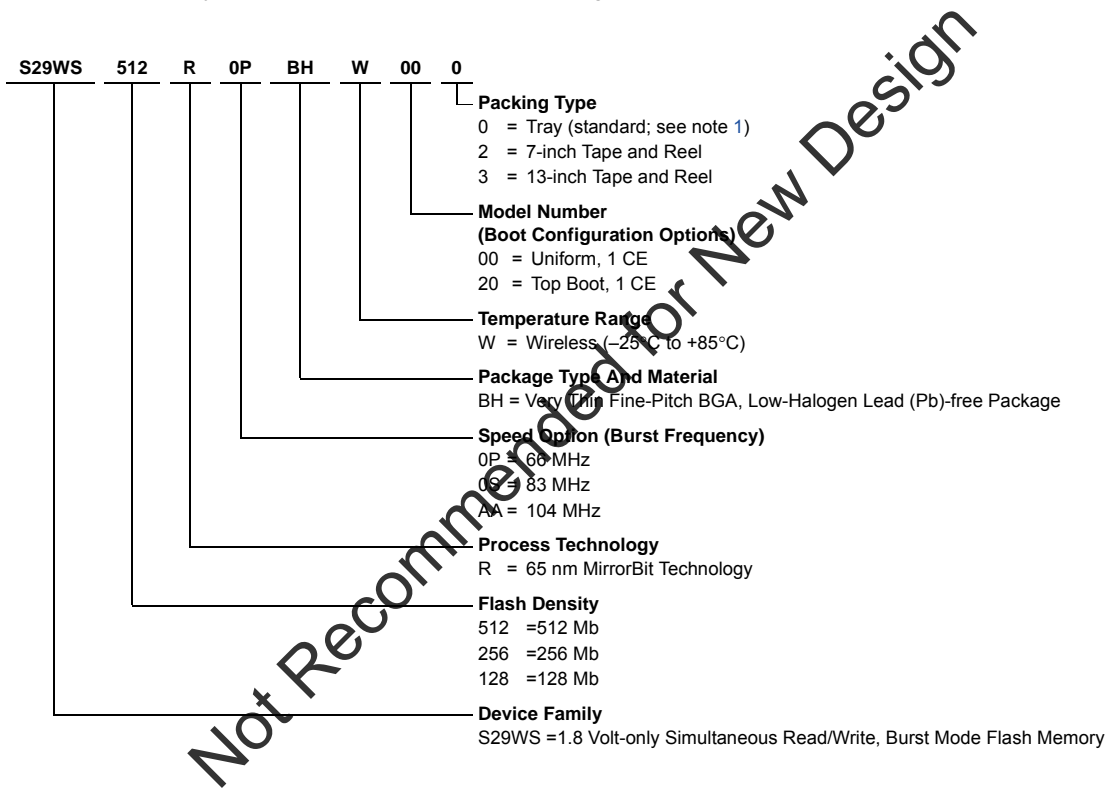 S29WS 512 R 0P BH W 00 0
Packing Type
0 = Tray (standard; see note 1)
2 = 7-inch Tape and Reel
3 = 13-inch Tape and Reel
Model Number
(Boot Configuration Options)
00 = Uniform, 1 CE
20 = Top Boot, 1 CE
Temperature Range
W = Wireless (–25°C to +85°C)
Package Type And Material
BH = Very Thin Fine-Pitch BGA, Low-Halogen Lead (Pb)-free Package
Speed Option (Burst Frequency)
0P = 66 MHz
0S = 83 MHz
AA = 104 MHz
Process Technology
R = 65 nm MirrorBit Technology
Flash Density
512 =512 Mb
256 =256 Mb
128 =128 Mb
Device Family
S29WS =1.8 Volt-only Simultaneous Read/Write, Burst Mode Flash Memory
Not Recommended for New Design